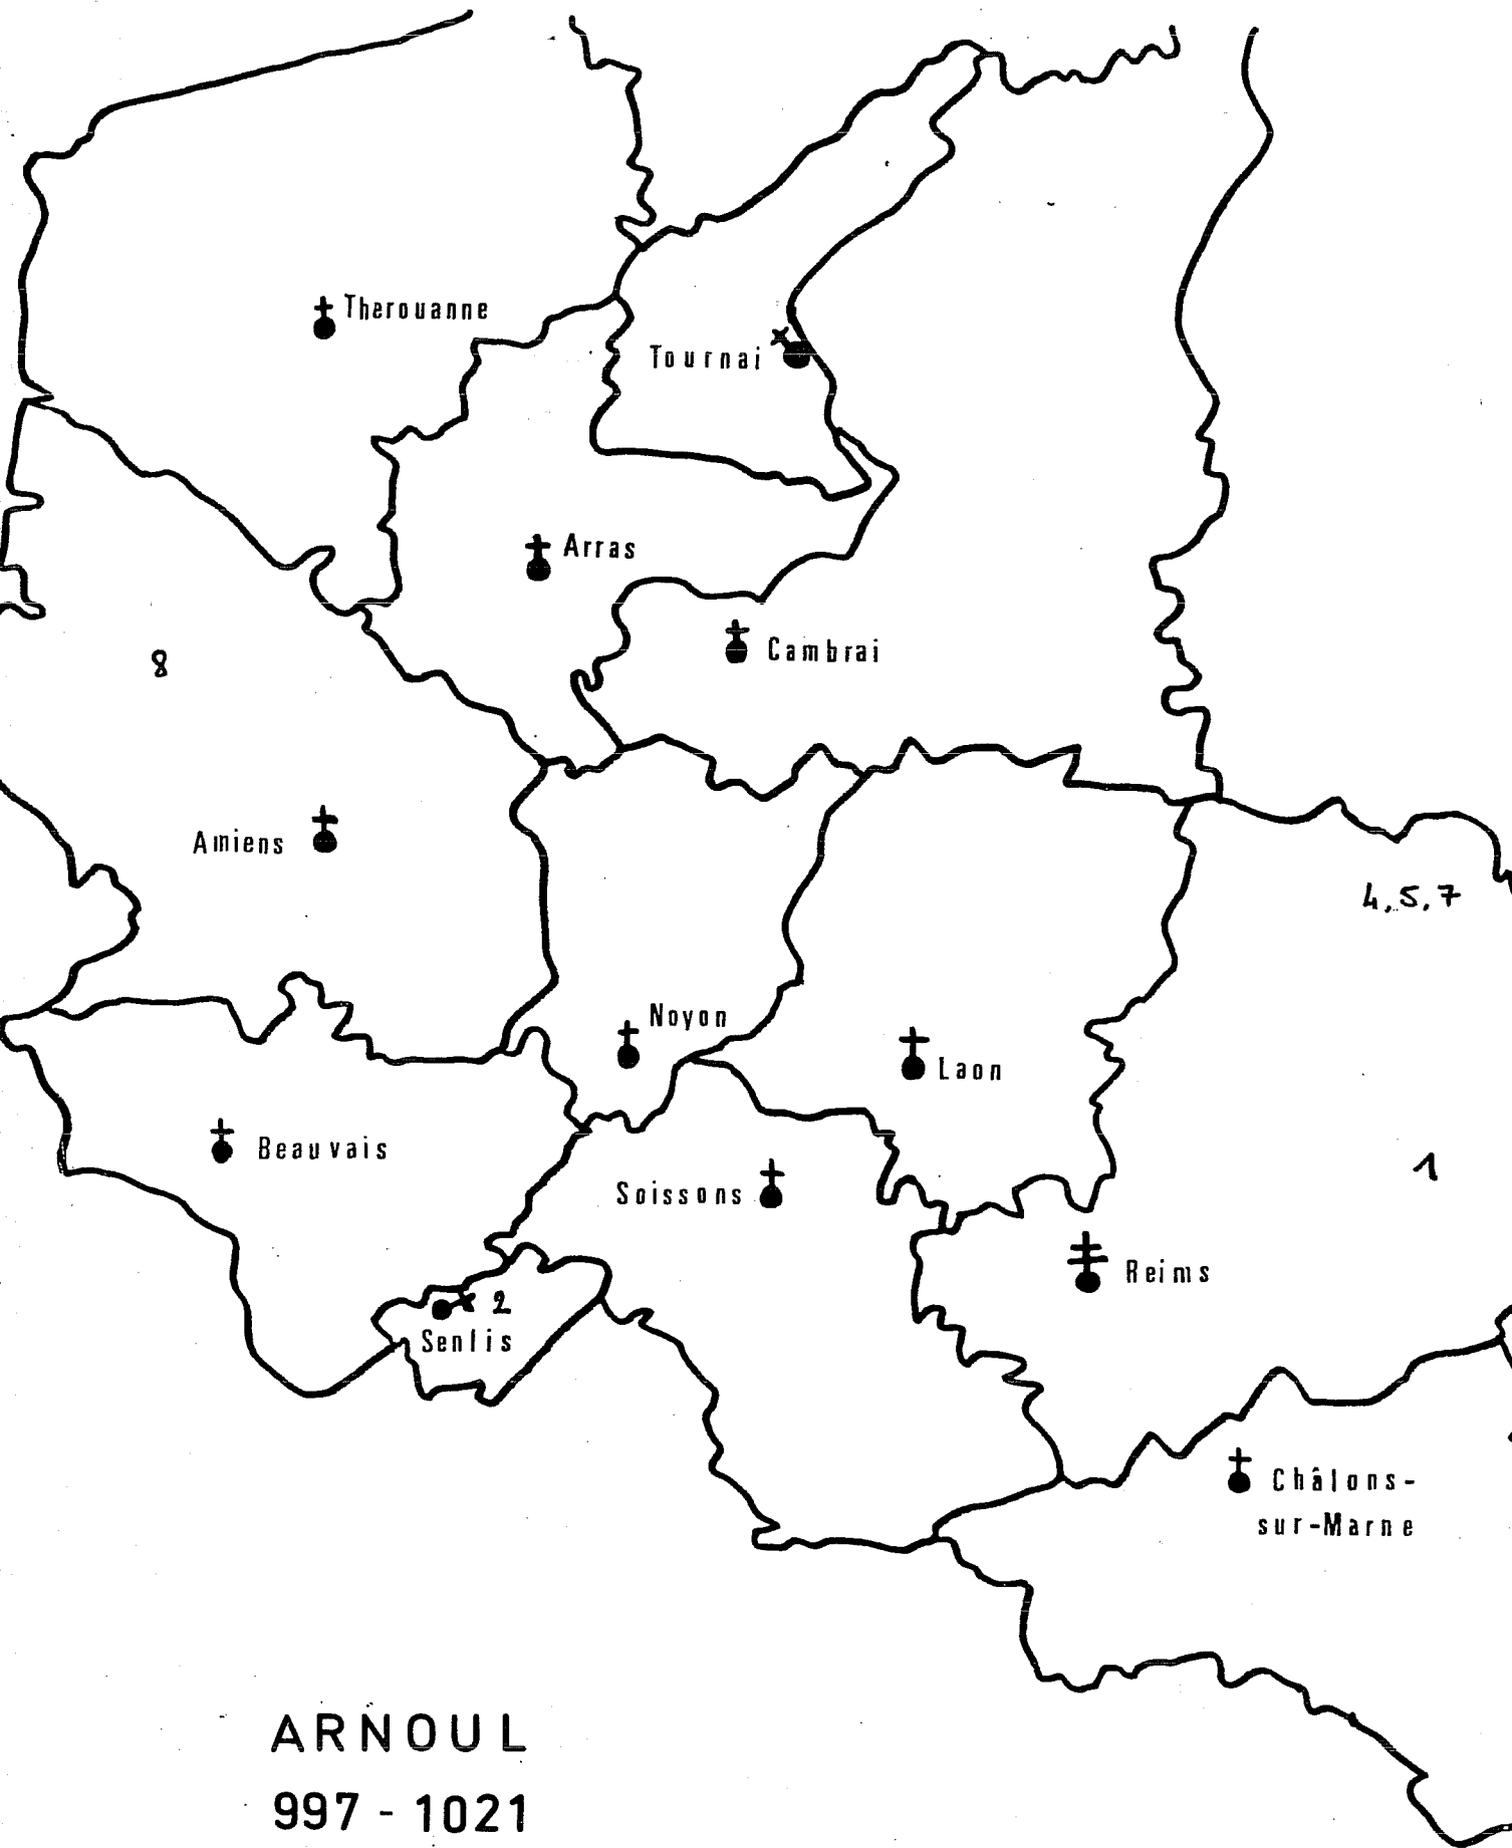 Therouanne
Tournai
Arras
Cambrai
8
Amiens
4,5,7
Noyon
Laon
Beauvais
1
Soissons
Reims
2
Senlis
Châlons-
sur-Marne
ARNOUL
997 - 1021